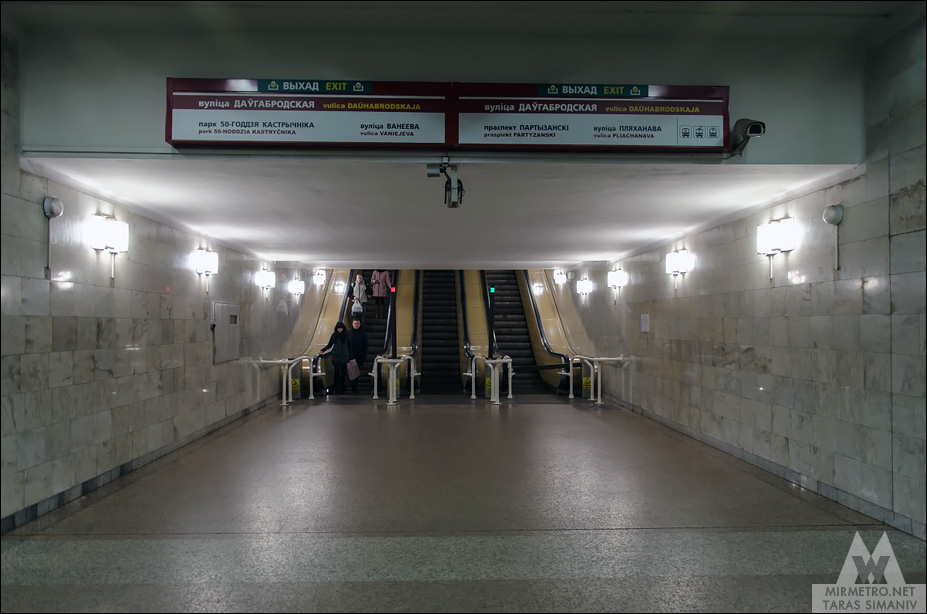 ВЫХАД EXIT
вуліца ДАЎГАБРОДСКАЯ vulica DAŬHABRODSKAJA
парк 50-ГОДДЗЯ КАСТРЫЧНІКА вуліца ВАНЕЕВА
park 50-HODDZIA KASTRYČNIKA vulica VANIEJEVA
ВЫХАД EXIT
вуліца ДАЎГАБРОДСКАЯ vulica DAŬHABRODSKAJA
праспект ПАРТЫЗАНСКІ вуліца ПЛЯХАНАВА
praspiekt PARTYZANSKI vulica PLIACHANAVA
MIRMETRO.NET
TARAS SIMANIV